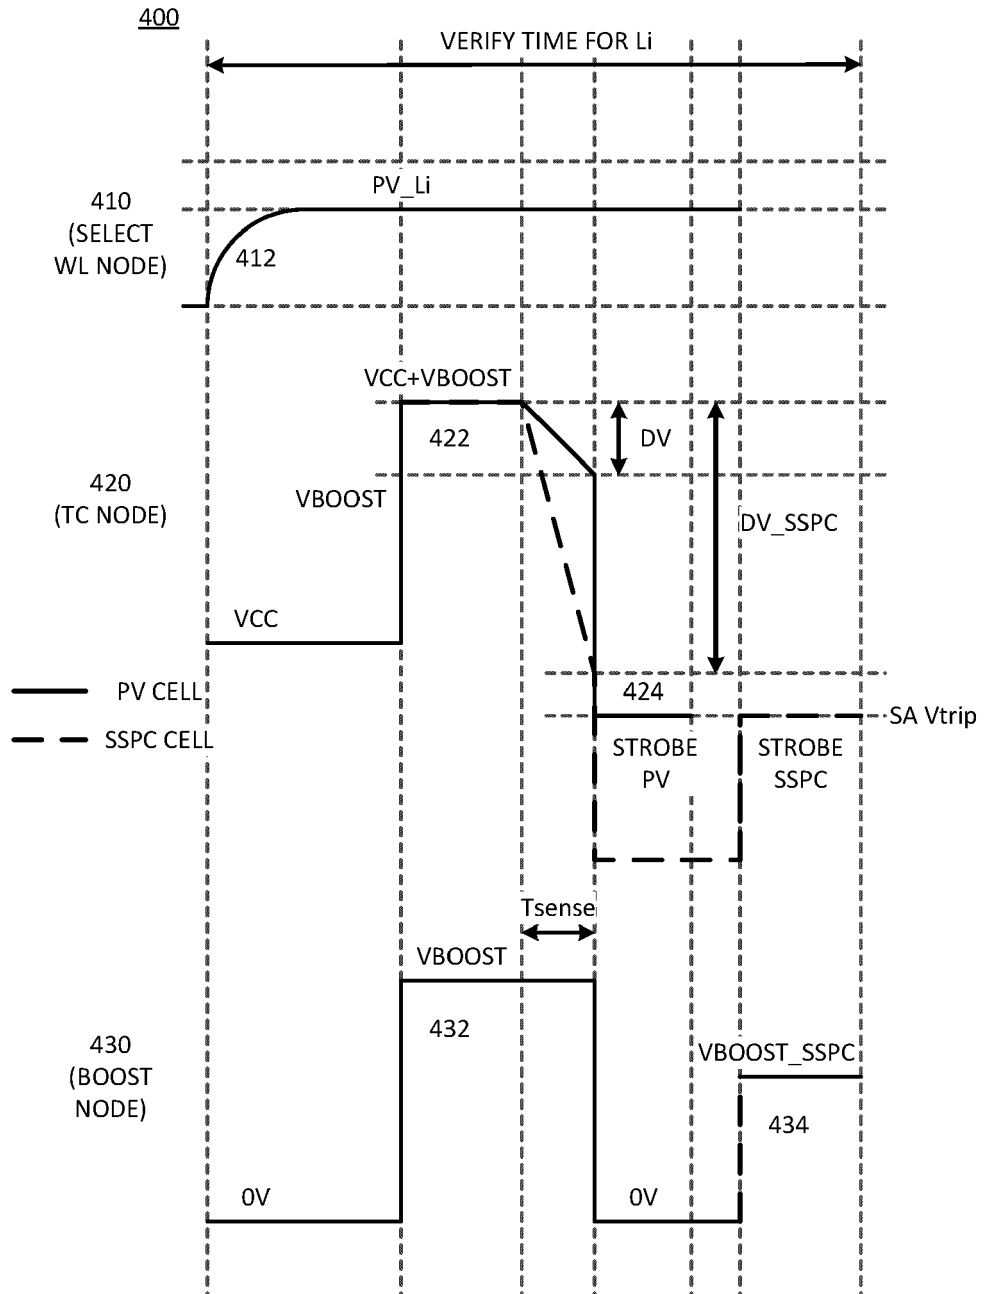 400
VERIFY TIME FOR Li
PV_Li
410
(SELECT
WL NODE)
412
VCC+VBOOST
422
DV
420
(TC NODE)
VBOOST
DV_SSPC
VCC
PV CELL
SSPC CELL
424
SA Vtrip
STROBE
PV
STROBE
SSPC
Tsense
VBOOST
432
430
(BOOST
NODE)
VBOOST_SSPC
434
0V
0V